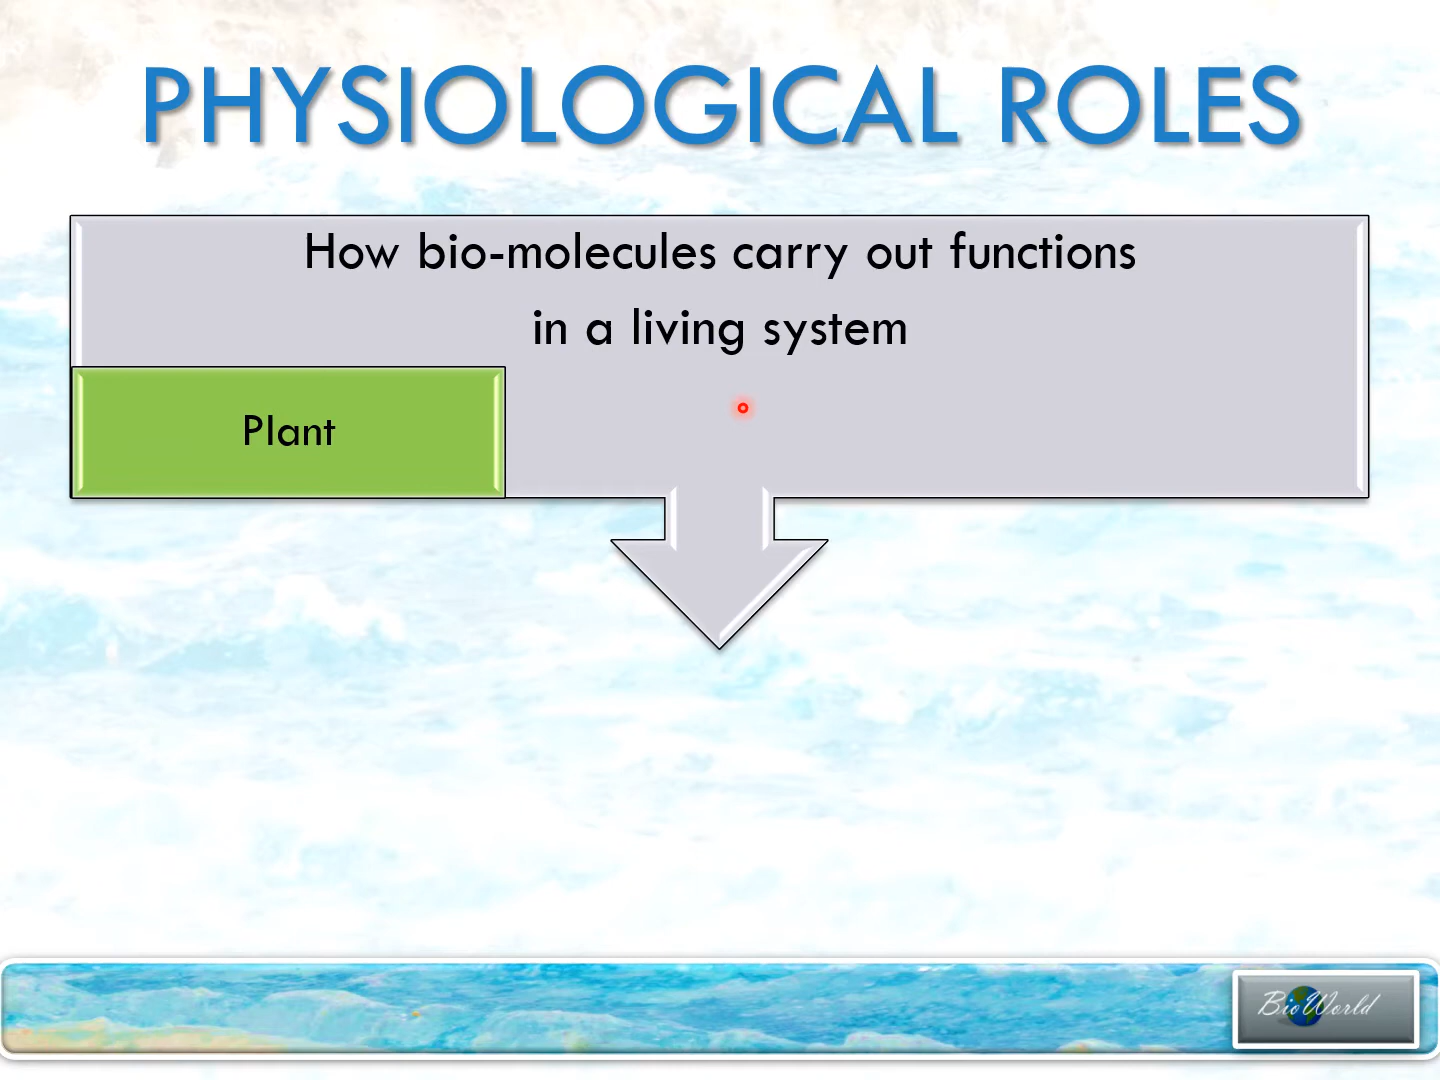 PHYSIOLOGICAL ROLES
How bio-molecules carry out functions
in a living system
Plant
BioWorld